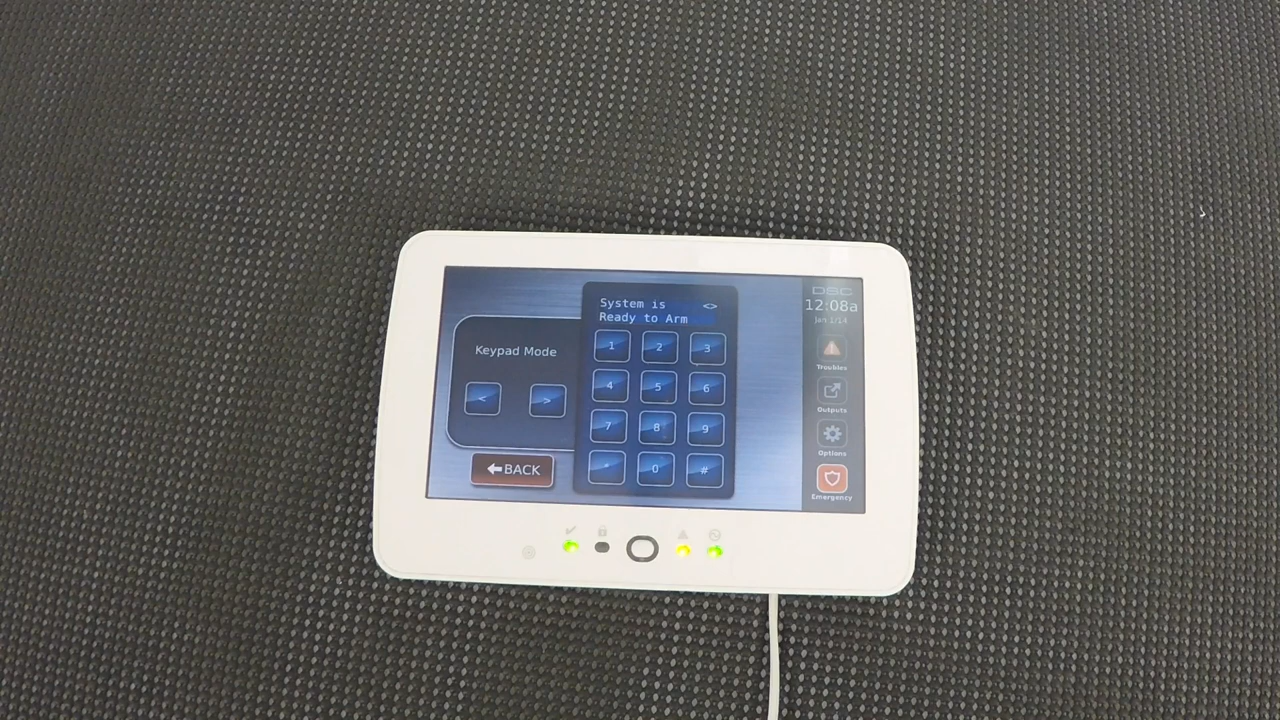 System is <>
Ready to Arm
Keypad Mode
<
>
1
2
3
4
5
6
7
8
9
*
0
#
BACK
DSC
12:08a
Jan 1/14
Troubles
Outputs
Options
Emergency